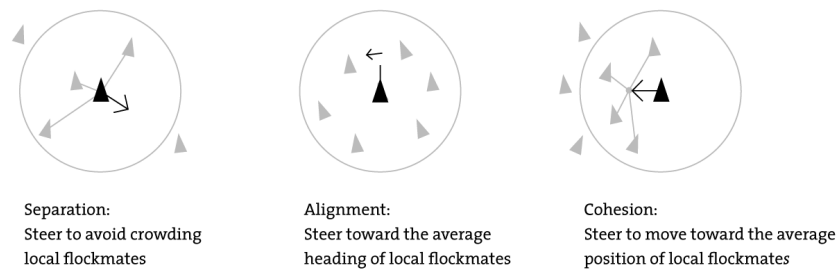 Separation:
Steer to avoid crowding
local flockmates
Alignment:
Steer toward the average
heading of local flockmates
Cohesion:
Steer to move toward the average
position of local flockmates